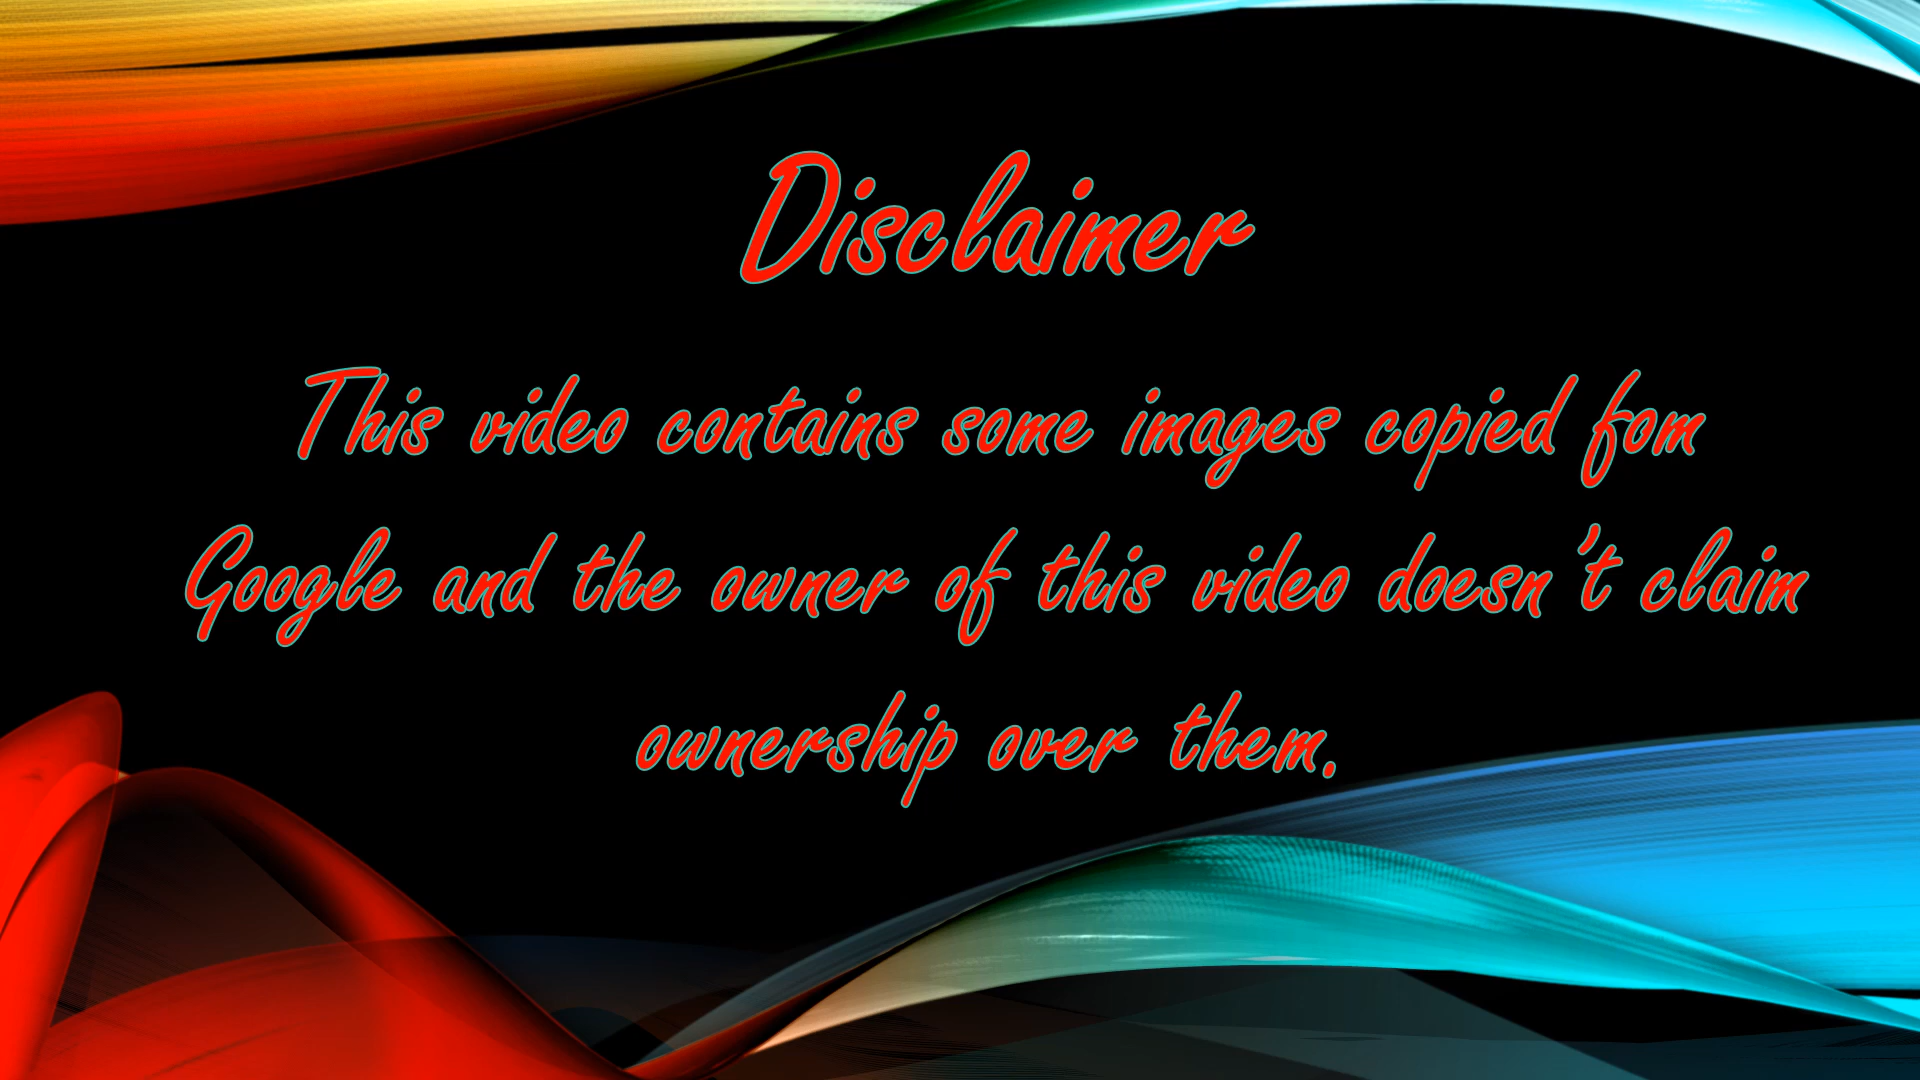 Disclaimer
This video contains some images copied fom
Google and the owner of this video doesn't claim
ownership over them.